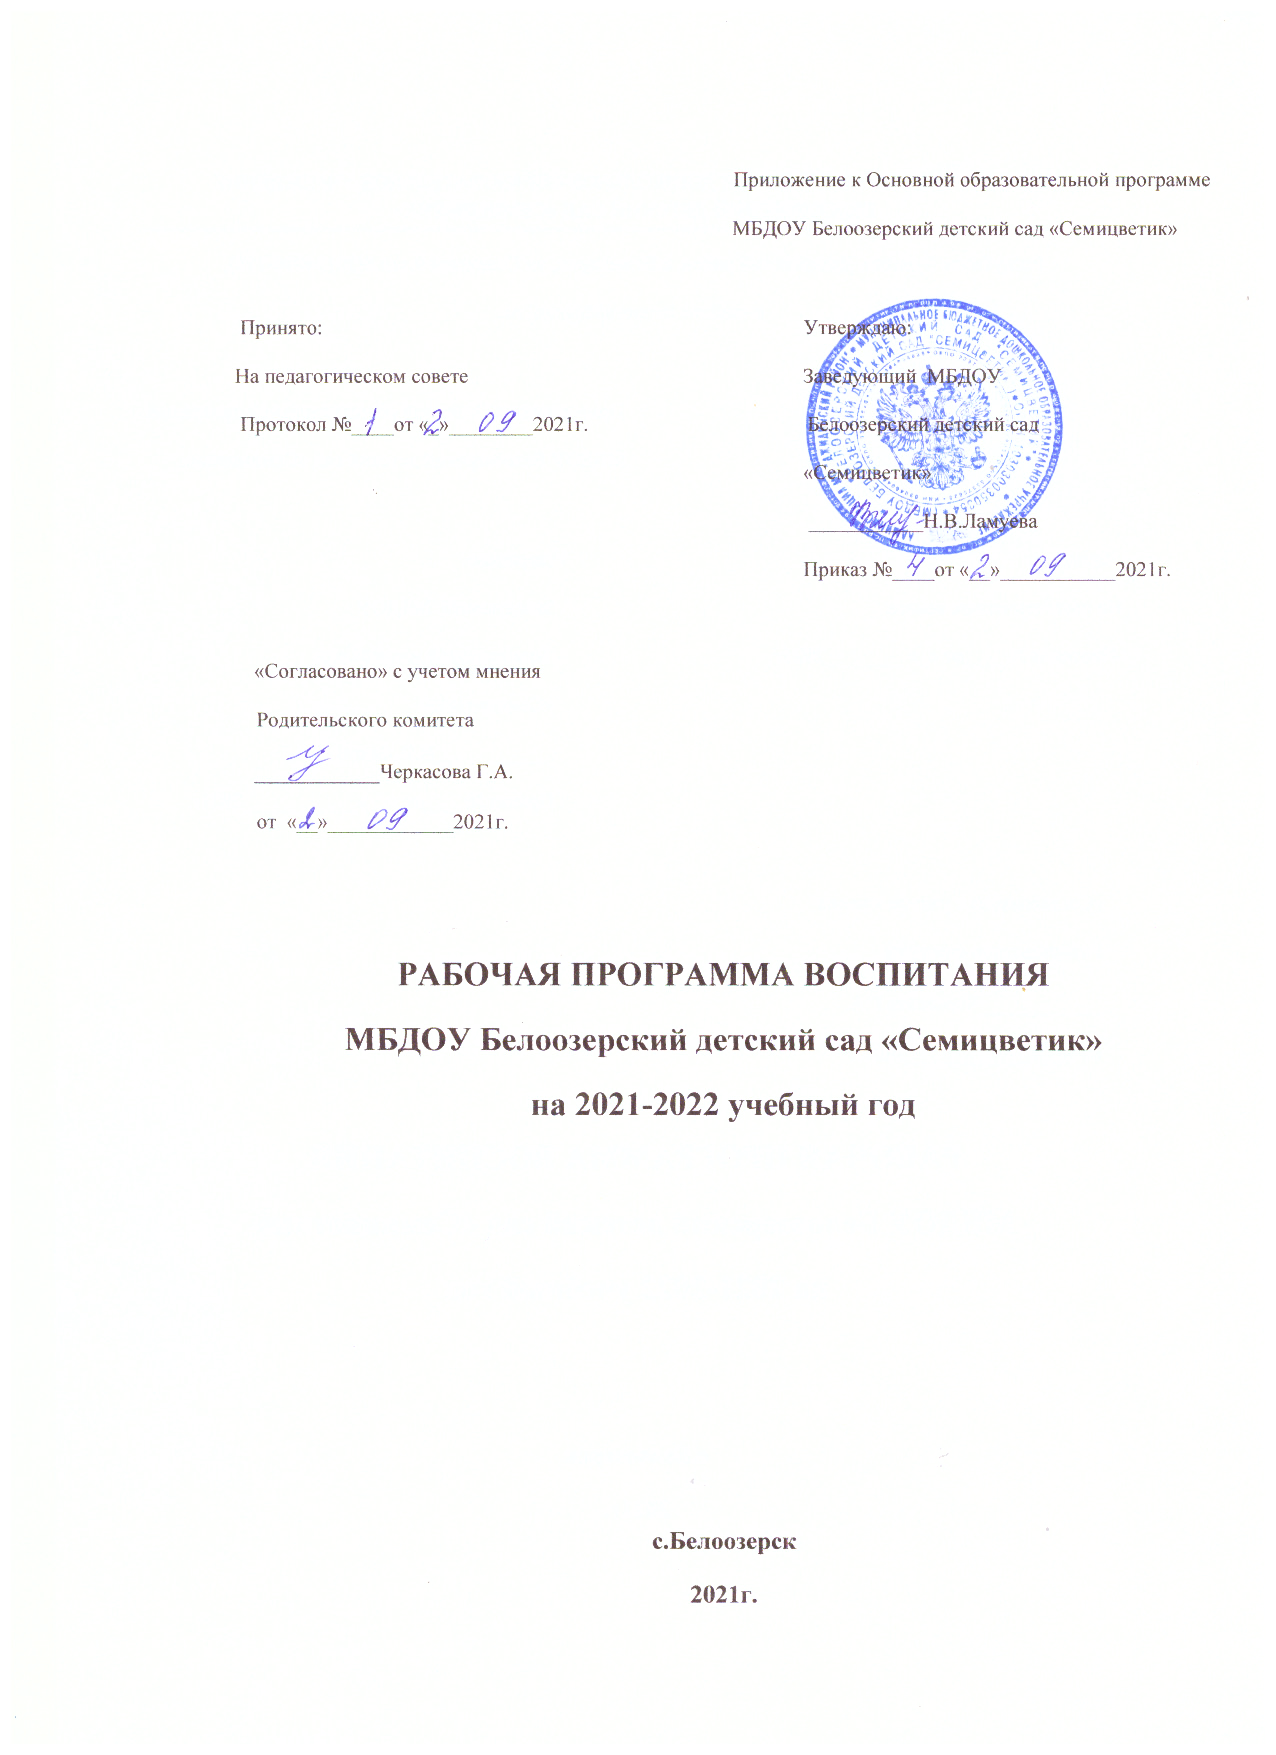 Приложение к Основной образовательной программе
МБДОУ Белоозерский детский сад «Семицветик»
Принято:
На педагогическом совете
Протокол № 1 от «2» 09 2021г.
Утверждаю:
Заведующий МБДОУ
Белоозерский детский сад
«Семицветик»
____________Н.В.Ламуева
Приказ № 4 от «2» 09 2021г.
«Согласовано» с учетом мнения
Родительского комитета
____________Черкасова Г.А.
от «2» 09 2021г.
РАБОЧАЯ ПРОГРАММА ВОСПИТАНИЯ
МБДОУ Белоозерский детский сад «Семицветик»
на 2021-2022 учебный год
с.Белоозерск
2021г.